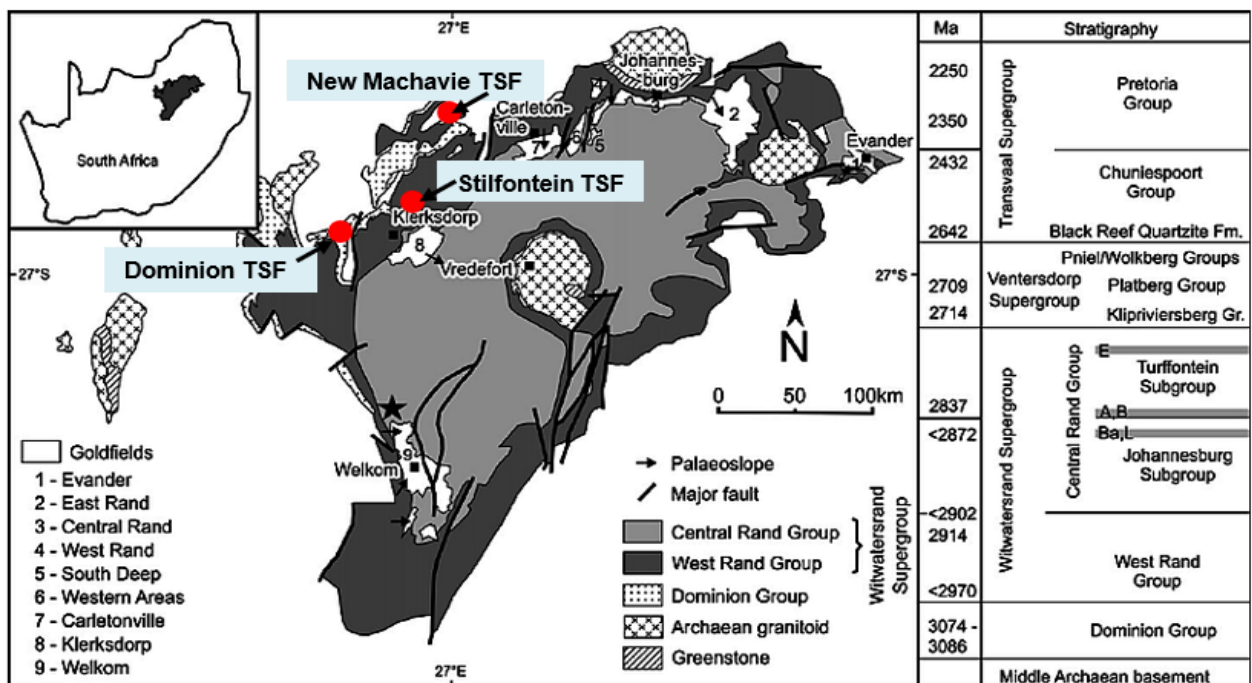 27°E
South Africa
New Machavie TSF
Johannes-
burg
Carleton-
ville
Evander
Stilfontein TSF
Klerksdorp
Dominion TSF
Vredefort
27°S
27°S
N
0 50 100km
Welkom
1
2
3
4
5
6
7
8
9
Goldfields
1 - Evander
2 - East Rand
3 - Central Rand
4 - West Rand
5 - South Deep
6 - Western Areas
7 - Carletonville
8 - Klerksdorp
9 - Welkom
Palaeoslope
Major fault
Central Rand Group
West Rand Group
Dominion Group
Archaean granitoid
Greenstone
Witwatersrand
Supergroup
27°E
Ma
Stratigraphy
2250
2350
2432
2642
2709
2714
2837
<2872
<2902
2914
<2970
3074 -
3086
Transvaal Supergroup
Pretoria
Group
Chuniespoort
Group
Black Reef Quartzite Fm.
Ventersdorp
Supergroup
Pniel/Wolkberg Groups
Platberg Group
Klipriviersberg Gr.
Witwatersrand Supergroup
Central Rand Group
E
Turffontein
Subgroup
A,B
Ba,L
Johannesburg
Subgroup
West Rand
Group
Dominion Group
Middle Archaean basement